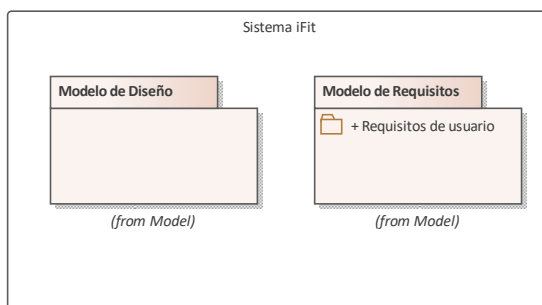 Sistema iFit
Modelo de Diseño
Modelo de Requisitos
+ Requisitos de usuario
(from Model)
(from Model)